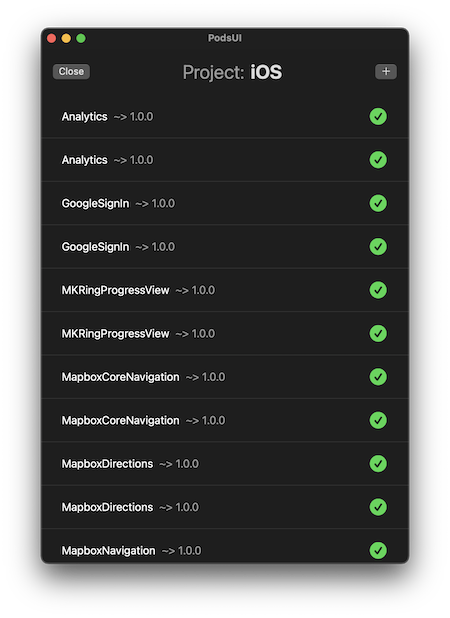 PodsUI
Close
Project: iOS
+
Analytics ~> 1.0.0
Analytics ~> 1.0.0
GoogleSignIn ~> 1.0.0
GoogleSignIn ~> 1.0.0
MKRingProgressView ~> 1.0.0
MKRingProgressView ~> 1.0.0
MapboxCoreNavigation ~> 1.0.0
MapboxCoreNavigation ~> 1.0.0
MapboxDirections ~> 1.0.0
MapboxDirections ~> 1.0.0
MapboxNavigation ~> 1.0.0